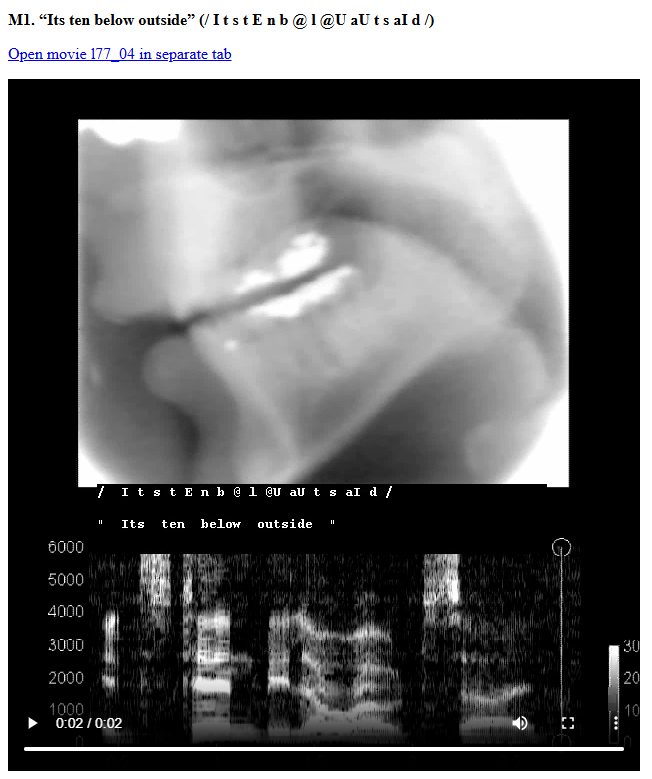 M1. “Its ten below outside” (/ I t s t E n b @ l @U aU t s aI d /)
Open movie 177_04 in separate tab
/ I t s t E n b @ l @U aU t s aI d /
" Its ten below outside "
6000
5000
4000
3000
2000
1000
30
20
10
0
0:02 / 0:02